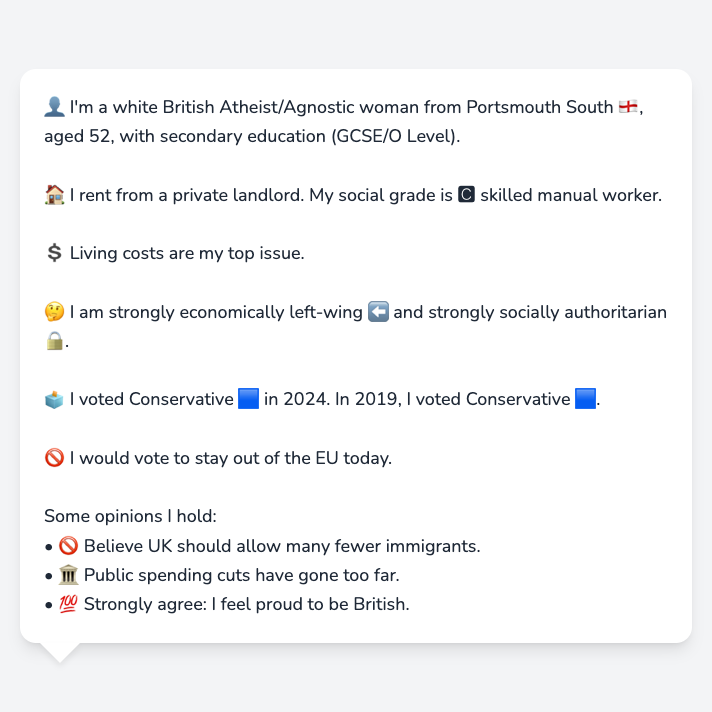 👤 I'm a white British Atheist/Agnostic woman from Portsmouth South 🏴󠁧󠁢󠁥󠁮󠁧󠁿,
aged 52, with secondary education (GCSE/O Level).
🏠 I rent from a private landlord. My social grade is 🅲 skilled manual worker.
💲 Living costs are my top issue.
🤔 I am strongly economically left-wing ⬅️ and strongly socially authoritarian
🔒.
🗳️ I voted Conservative 🟦 in 2024. In 2019, I voted Conservative 🟦.
🚫 I would vote to stay out of the EU today.
Some opinions I hold:
• 🚫 Believe UK should allow many fewer immigrants.
• 🏛️ Public spending cuts have gone too far.
• 💯 Strongly agree: I feel proud to be British.